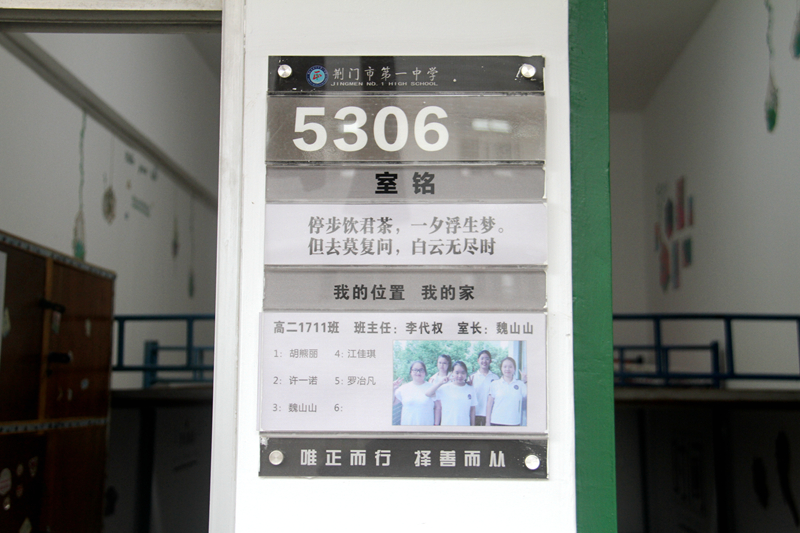 荆门市第一中学
JINGMEN NO.1 HIGH SCHOOL
5306
室铭
停步饮君茶，一夕浮生梦。
但去莫复问，白云无尽时
我的位置 我的家
高二1711班 班主任：李代权 室长：魏山山
1：胡熊丽 4：江佳琪
2：许一诺 5：罗冶凡
3：魏山山 6：
唯正而行 择善而从